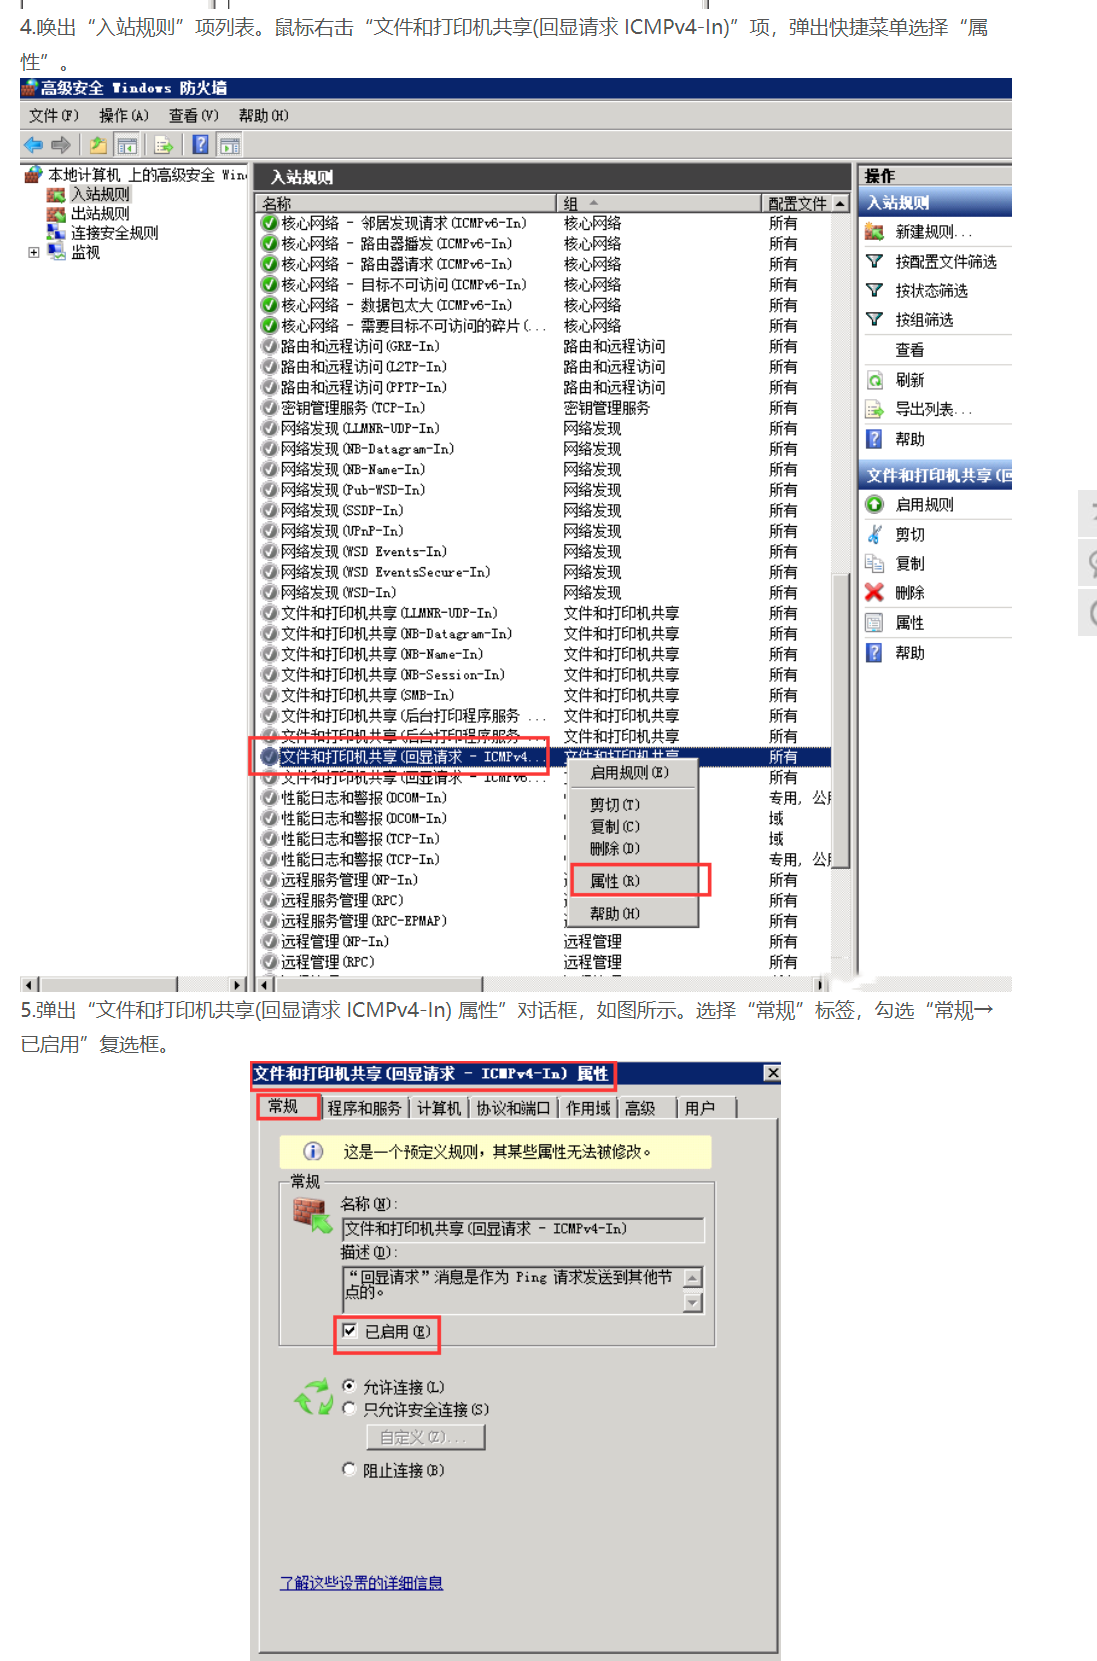 4.唤出“入站规则”项列表。鼠标右击“文件和打印机共享(回显请求 ICMPv4-In)”项，弹出快捷菜单选择“属
性”。
高级安全 Windows 防火墙
文件(F) 操作(A) 查看(V) 帮助(H)
本地计算机 上的高级安全 Win
入站规则
出站规则
连接安全规则
监视
入站规则
名称 组 配置文件
核心网络 - 邻居发现请求(ICMPv6-In) 核心网络 所有
核心网络 - 路由器播发(ICMPv6-In) 核心网络 所有
核心网络 - 路由器请求(ICMPv6-In) 核心网络 所有
核心网络 - 目标不可访问(ICMPv6-In) 核心网络 所有
核心网络 - 数据包太大(ICMPv6-In) 核心网络 所有
核心网络 - 需要目标不可访问的碎片(... 核心网络 所有
路由和远程访问(GRE-In) 路由和远程访问 所有
路由和远程访问(L2TP-In) 路由和远程访问 所有
路由和远程访问(PPTP-In) 路由和远程访问 所有
密钥管理服务(TCP-In) 密钥管理服务 所有
网络发现(LLMNR-UDP-In) 网络发现 所有
网络发现(NB-Datagram-In) 网络发现 所有
网络发现(NB-Name-In) 网络发现 所有
网络发现(Pub-WSD-In) 网络发现 所有
网络发现(SSDP-In) 网络发现 所有
网络发现(UPnP-In) 网络发现 所有
网络发现(WSD Events-In) 网络发现 所有
网络发现(WSD EventsSecure-In) 网络发现 所有
网络发现(WSD-In) 网络发现 所有
文件和打印机共享(LLMNR-UDP-In) 文件和打印机共享 所有
文件和打印机共享(NB-Datagram-In) 文件和打印机共享 所有
文件和打印机共享(NB-Name-In) 文件和打印机共享 所有
文件和打印机共享(NB-Session-In) 文件和打印机共享 所有
文件和打印机共享(SMB-In) 文件和打印机共享 所有
文件和打印机共享(后台打印程序服务 ... 文件和打印机共享 所有
文件和打印机共享(后台打印程序服务 ... 文件和打印机共享 所有
文件和打印机共享(回显请求 - ICMPv4... 文件和打印机共享 所有
文件和打印机共享(回显请求 - ICMPv6... 所有
性能日志和警报(DCOM-In) 专用，公
性能日志和警报(DCOM-In) 域
性能日志和警报(TCP-In) 域
性能日志和警报(TCP-In) 专用，公
远程服务管理(NP-In) 所有
远程服务管理(RPC) 所有
远程服务管理(RPC-EPMAP) 所有
远程管理(NP-In) 远程管理 所有
远程管理(RPC) 远程管理 所有
启用规则(E)
剪切(T)
复制(C)
删除(D)
属性(R)
帮助(H)
操作
入站规则
新建规则...
按配置文件筛选
按状态筛选
按组筛选
查看
刷新
导出列表...
帮助
文件和打印机共享(回
启用规则
剪切
复制
删除
属性
帮助
5.弹出“文件和打印机共享(回显请求 ICMPv4-In) 属性”对话框，如图所示。选择“常规”标签，勾选“常规→
已启用”复选框。
文件和打印机共享(回显请求 - ICMPv4-In) 属性
常规 程序和服务 计算机 协议和端口 作用域 高级 用户
这是一个预定义规则，其某些属性无法被修改。
常规
名称(N):
文件和打印机共享(回显请求 - ICMPv4-In)
描述(D):
“回显请求”消息是作为 Ping 请求发送到其他节
点的。
已启用(E)
允许连接(L)
只允许安全连接(S)
自定义(Z)...
阻止连接(B)
了解这些设置的详细信息